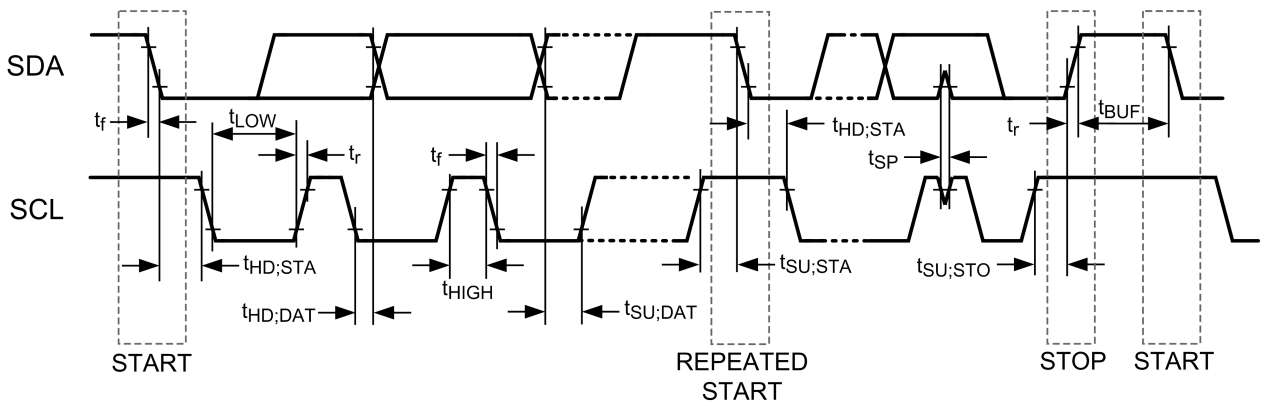 SDA
tf
tLOW
tr
tf
tHD;STA
tSP
tr
tBUF
SCL
tHD;STA
tHD;DAT
tHIGH
tSU;DAT
tSU;STA
tSU;STO
START
REPEATED
START
STOP
START